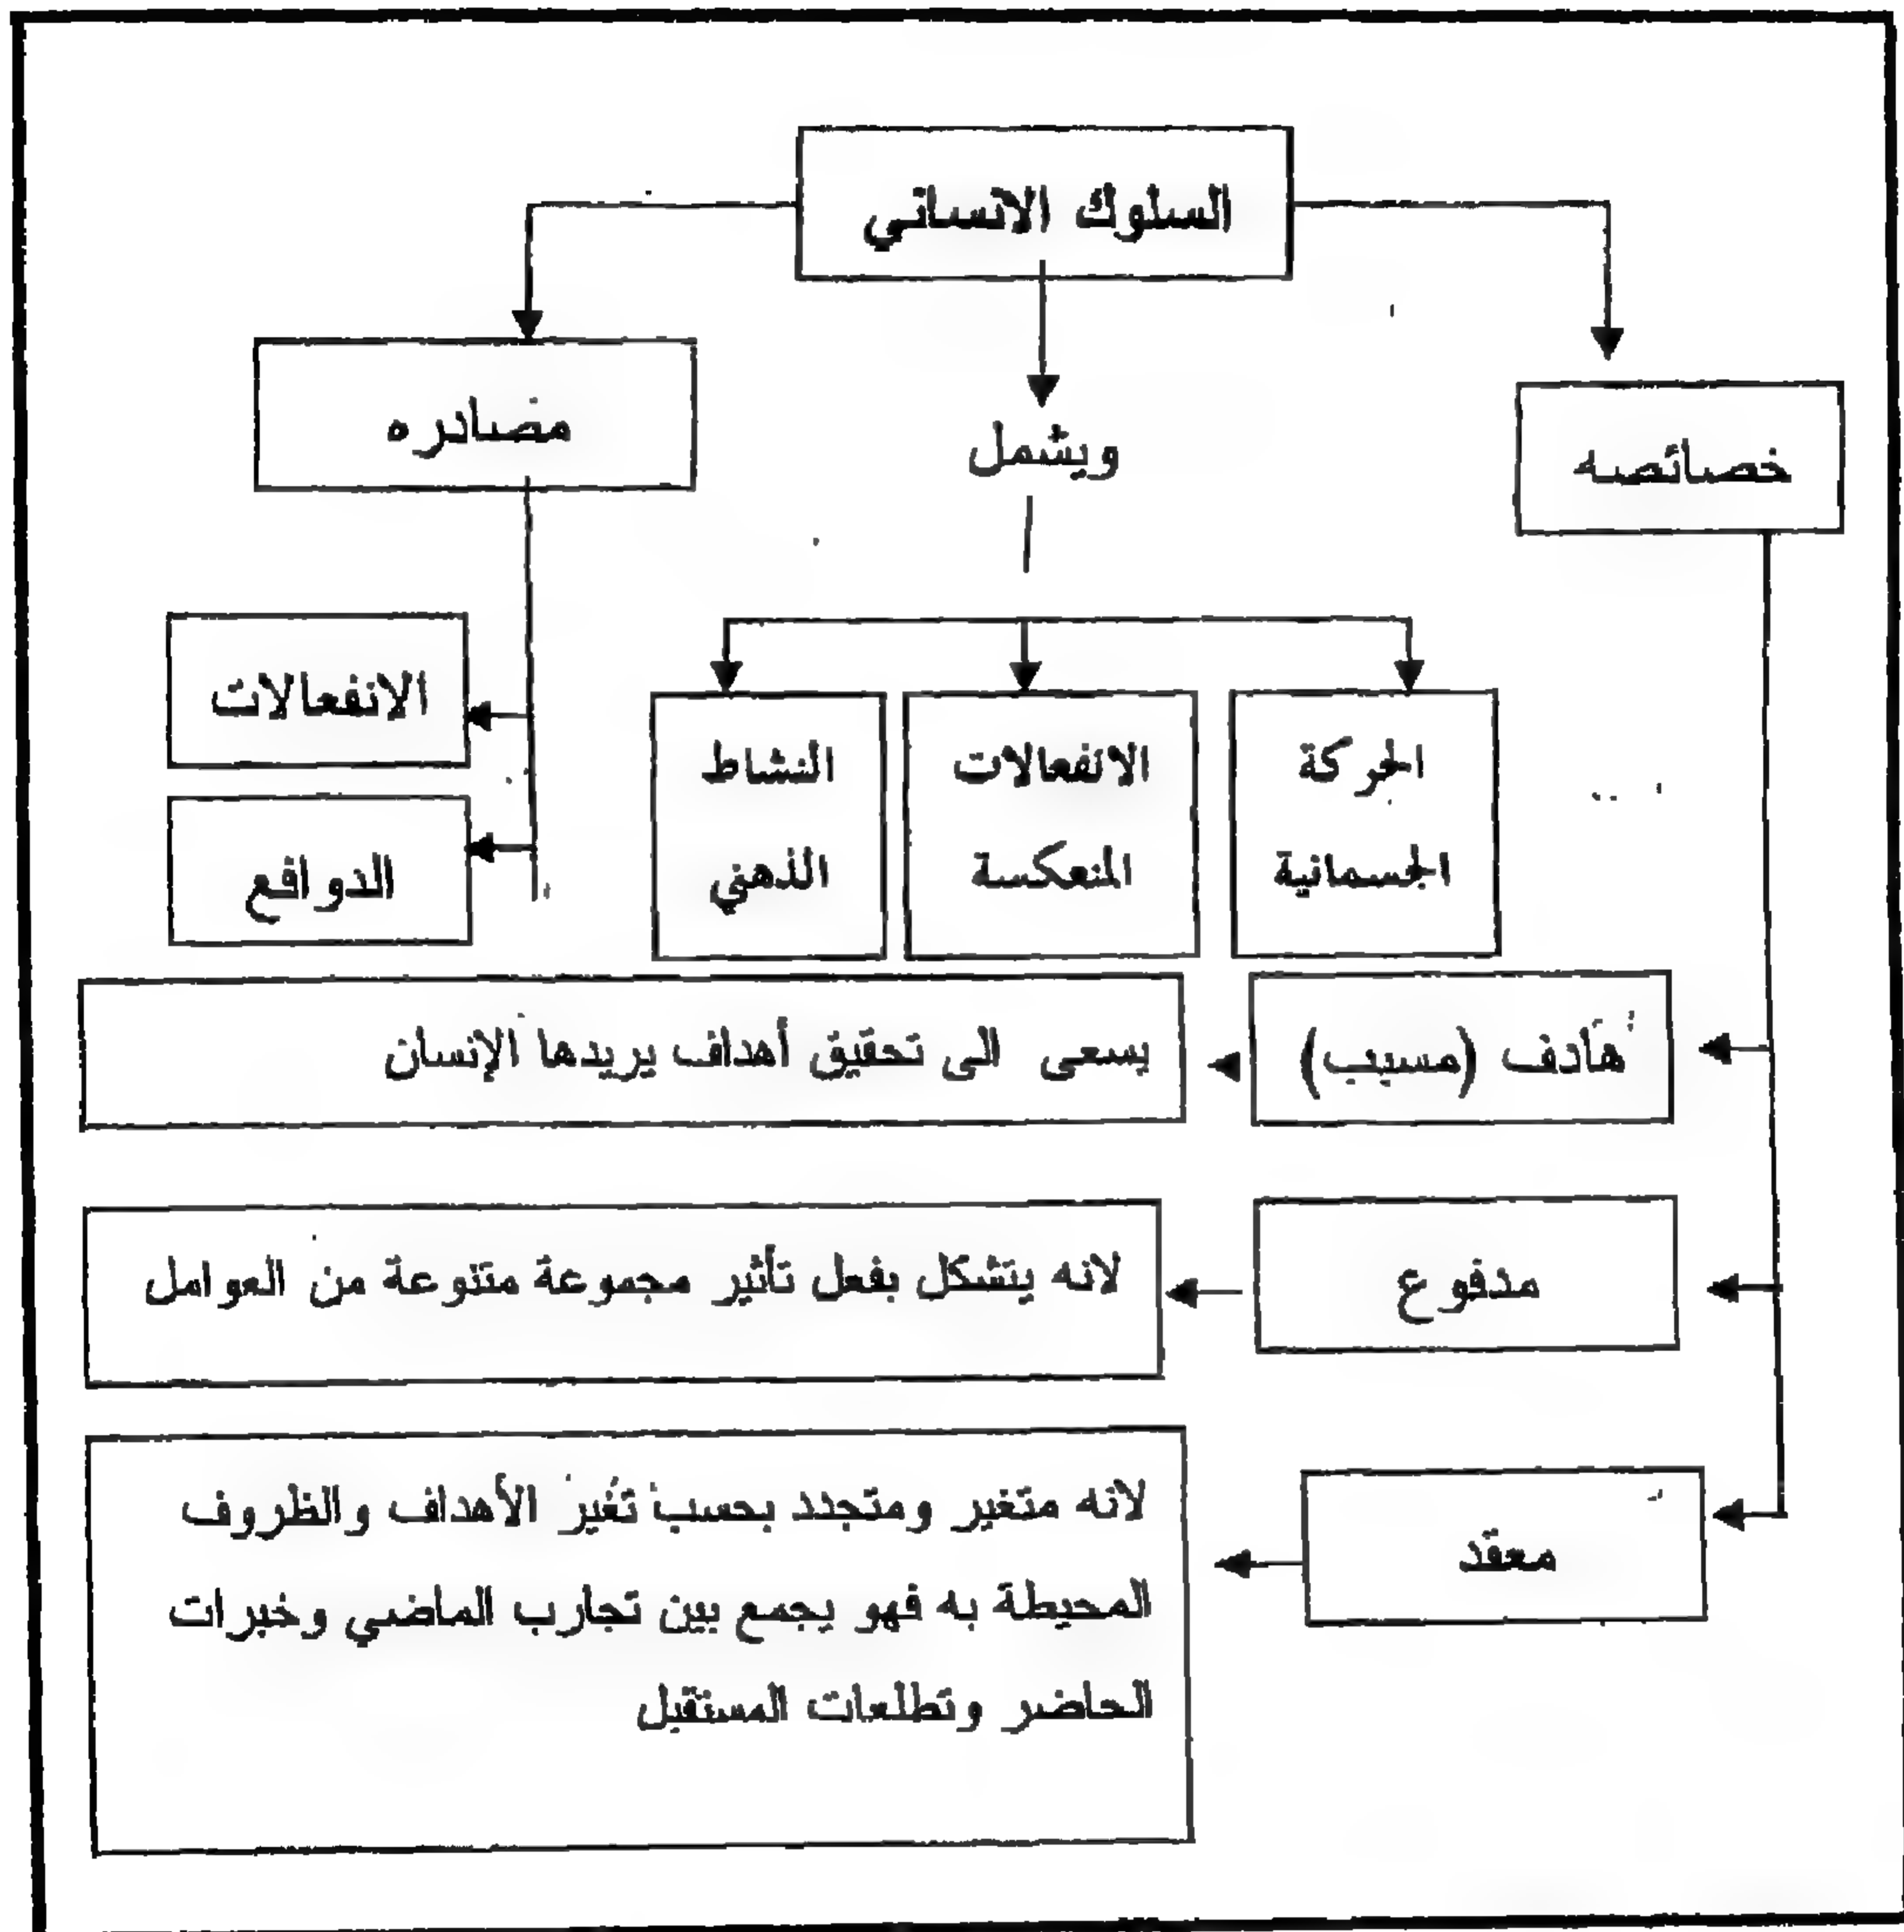 السلوك الانساني
خصائصه
ويشمل
مصادره
الحركة
الجسمانية
الانفعالات
المنعكسة
النشاط
الذهني
الانفعالات
الدوافع
هادف (مسبب)
يسعى الى تحقيق أهداف يريدها الإنسان
مدفوع
لانه يتشكل بفعل تأثير مجموعة متنوعة من العوامل
معقد
لانه متغير ومتجدد بحسب تغير الأهداف والظروف
المحيطة به فهو يجمع بين تجارب الماضي وخبرات
الحاضر وتطلعات المستقبل